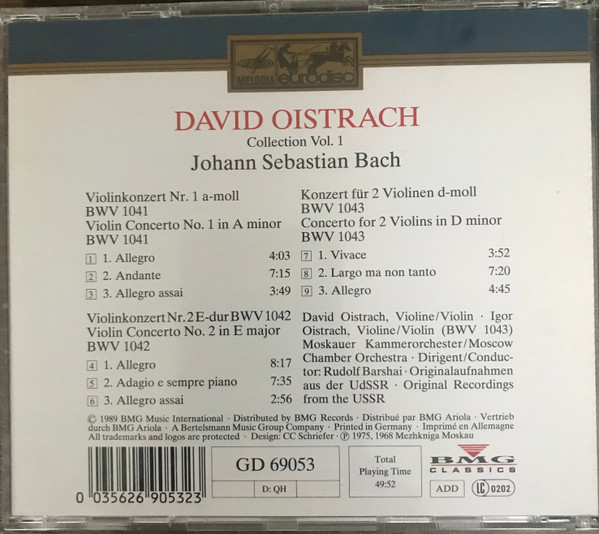 MELODIA eurodisc
DAVID OISTRACH
Collection Vol. 1
Johann Sebastian Bach
Violinkonzert Nr. 1 a-moll
BWV 1041
Violin Concerto No. 1 in A minor
BWV 1041
1 1. Allegro 4:03
2 2. Andante 7:15
3 3. Allegro assai 3:49
Violinkonzert Nr. 2 E-dur BWV 1042
Violin Concerto No. 2 in E major
BWV 1042
4 1. Allegro 8:17
5 2. Adagio e sempre piano 7:35
6 3. Allegro assai 2:56
Konzert für 2 Violinen d-moll
BWV 1043
Concerto for 2 Violins in D minor
BWV 1043
7 1. Vivace 3:52
8 2. Largo ma non tanto 7:20
9 3. Allegro 4:45
David Oistrach, Violine/Violin · Igor
Oistrach, Violine/Violin (BWV 1043)
Moskauer Kammerorchester/Moscow
Chamber Orchestra · Dirigent/Conduc-
tor: Rudolf Barshai · Originalaufnahmen
aus der UdSSR · Original Recordings
from the USSR
© 1989 BMG Music International · Distributed by BMG Records · Distribué par BMG Ariola · Vertrieb
durch BMG Ariola · A Bertelsmann Music Group Company · Printed in Germany · Imprimé en Allemagne
All trademarks and logos are protected · Design: CC Schriefer · ℗ 1975, 1968 Mezhkniga Moskau
0 035626 905323
GD 69053
D: QH
Total
Playing Time
49:52
BMG
CLASSICS
ADD
LC 0202